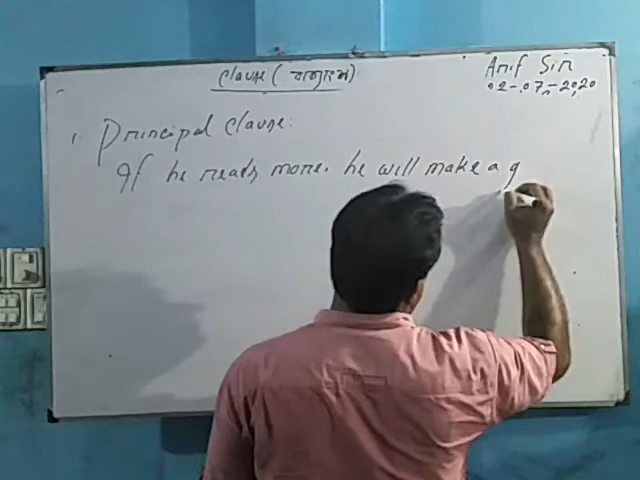 Clause (বাক্যাংশ)
Arif Sir
02-07-2020
1. Principal Clause:
If he reads more, he will make a g